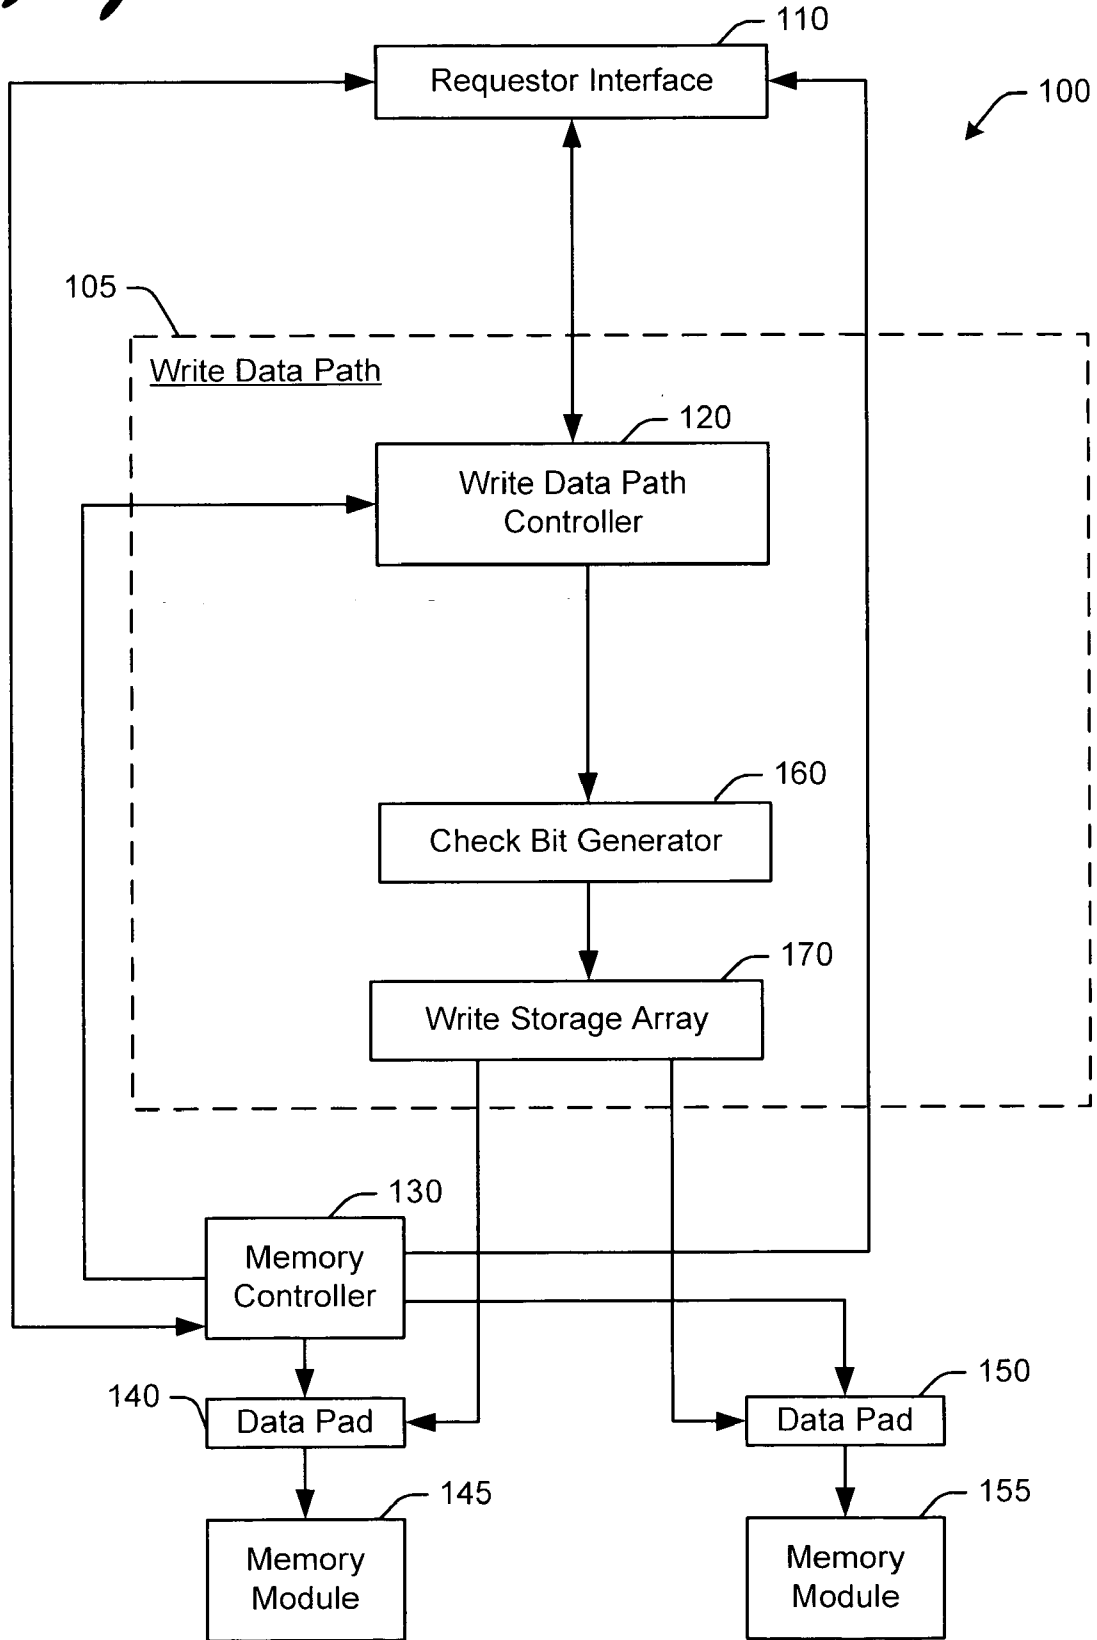 110
Requestor Interface
100
105
Write Data Path
120
Write Data Path
Controller
160
Check Bit Generator
170
Write Storage Array
130
Memory
Controller
140
Data Pad
150
Data Pad
145
Memory
Module
155
Memory
Module